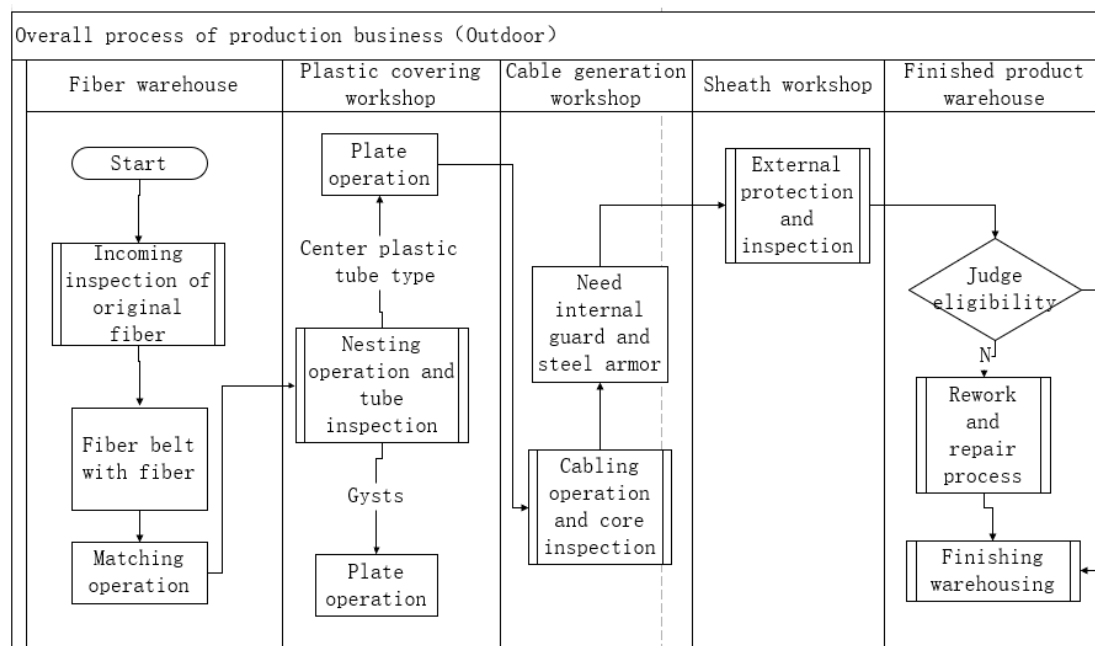 Overall process of production business（Outdoor）
Fiber warehouse
Plastic covering
workshop
Cable generation
workshop
Sheath workshop
Finished product
warehouse
Start
Incoming
inspection of
original
fiber
Fiber belt
with fiber
Matching
operation
Plate
operation
Center plastic
tube type
Nesting
operation and
tube
inspection
Gysts
Plate
operation
Need
internal
guard and
steel armor
Cabling
operation
and core
inspection
External
protection
and
inspection
Judge
eligibility
N
Rework
and
repair
process
Finishing
warehousing